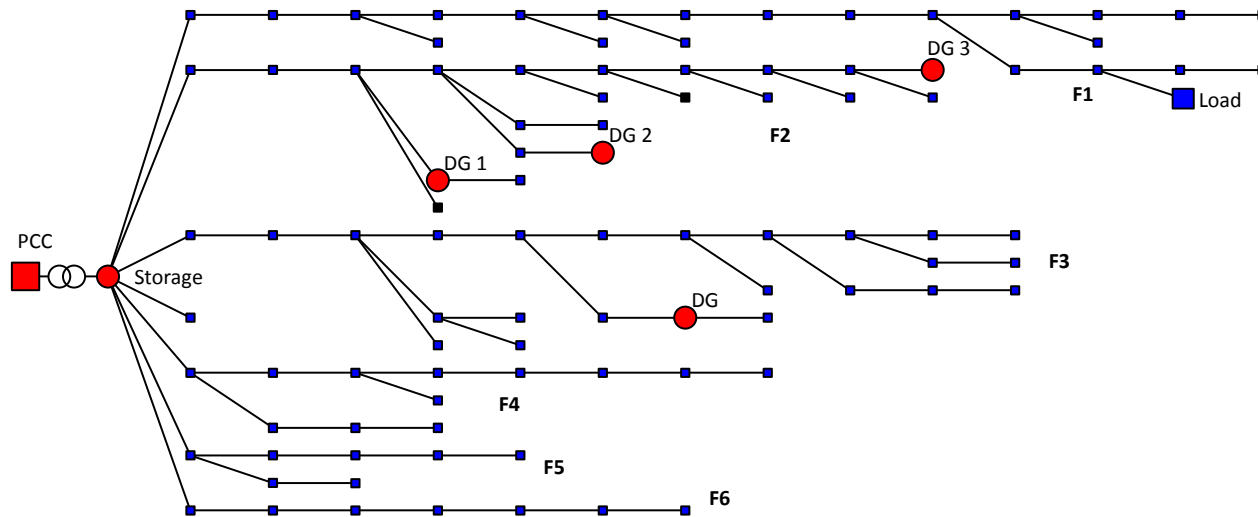 DG 3
F1
Load
F2
DG 2
DG 1
PCC
Storage
F3
DG
F4
F5
F6